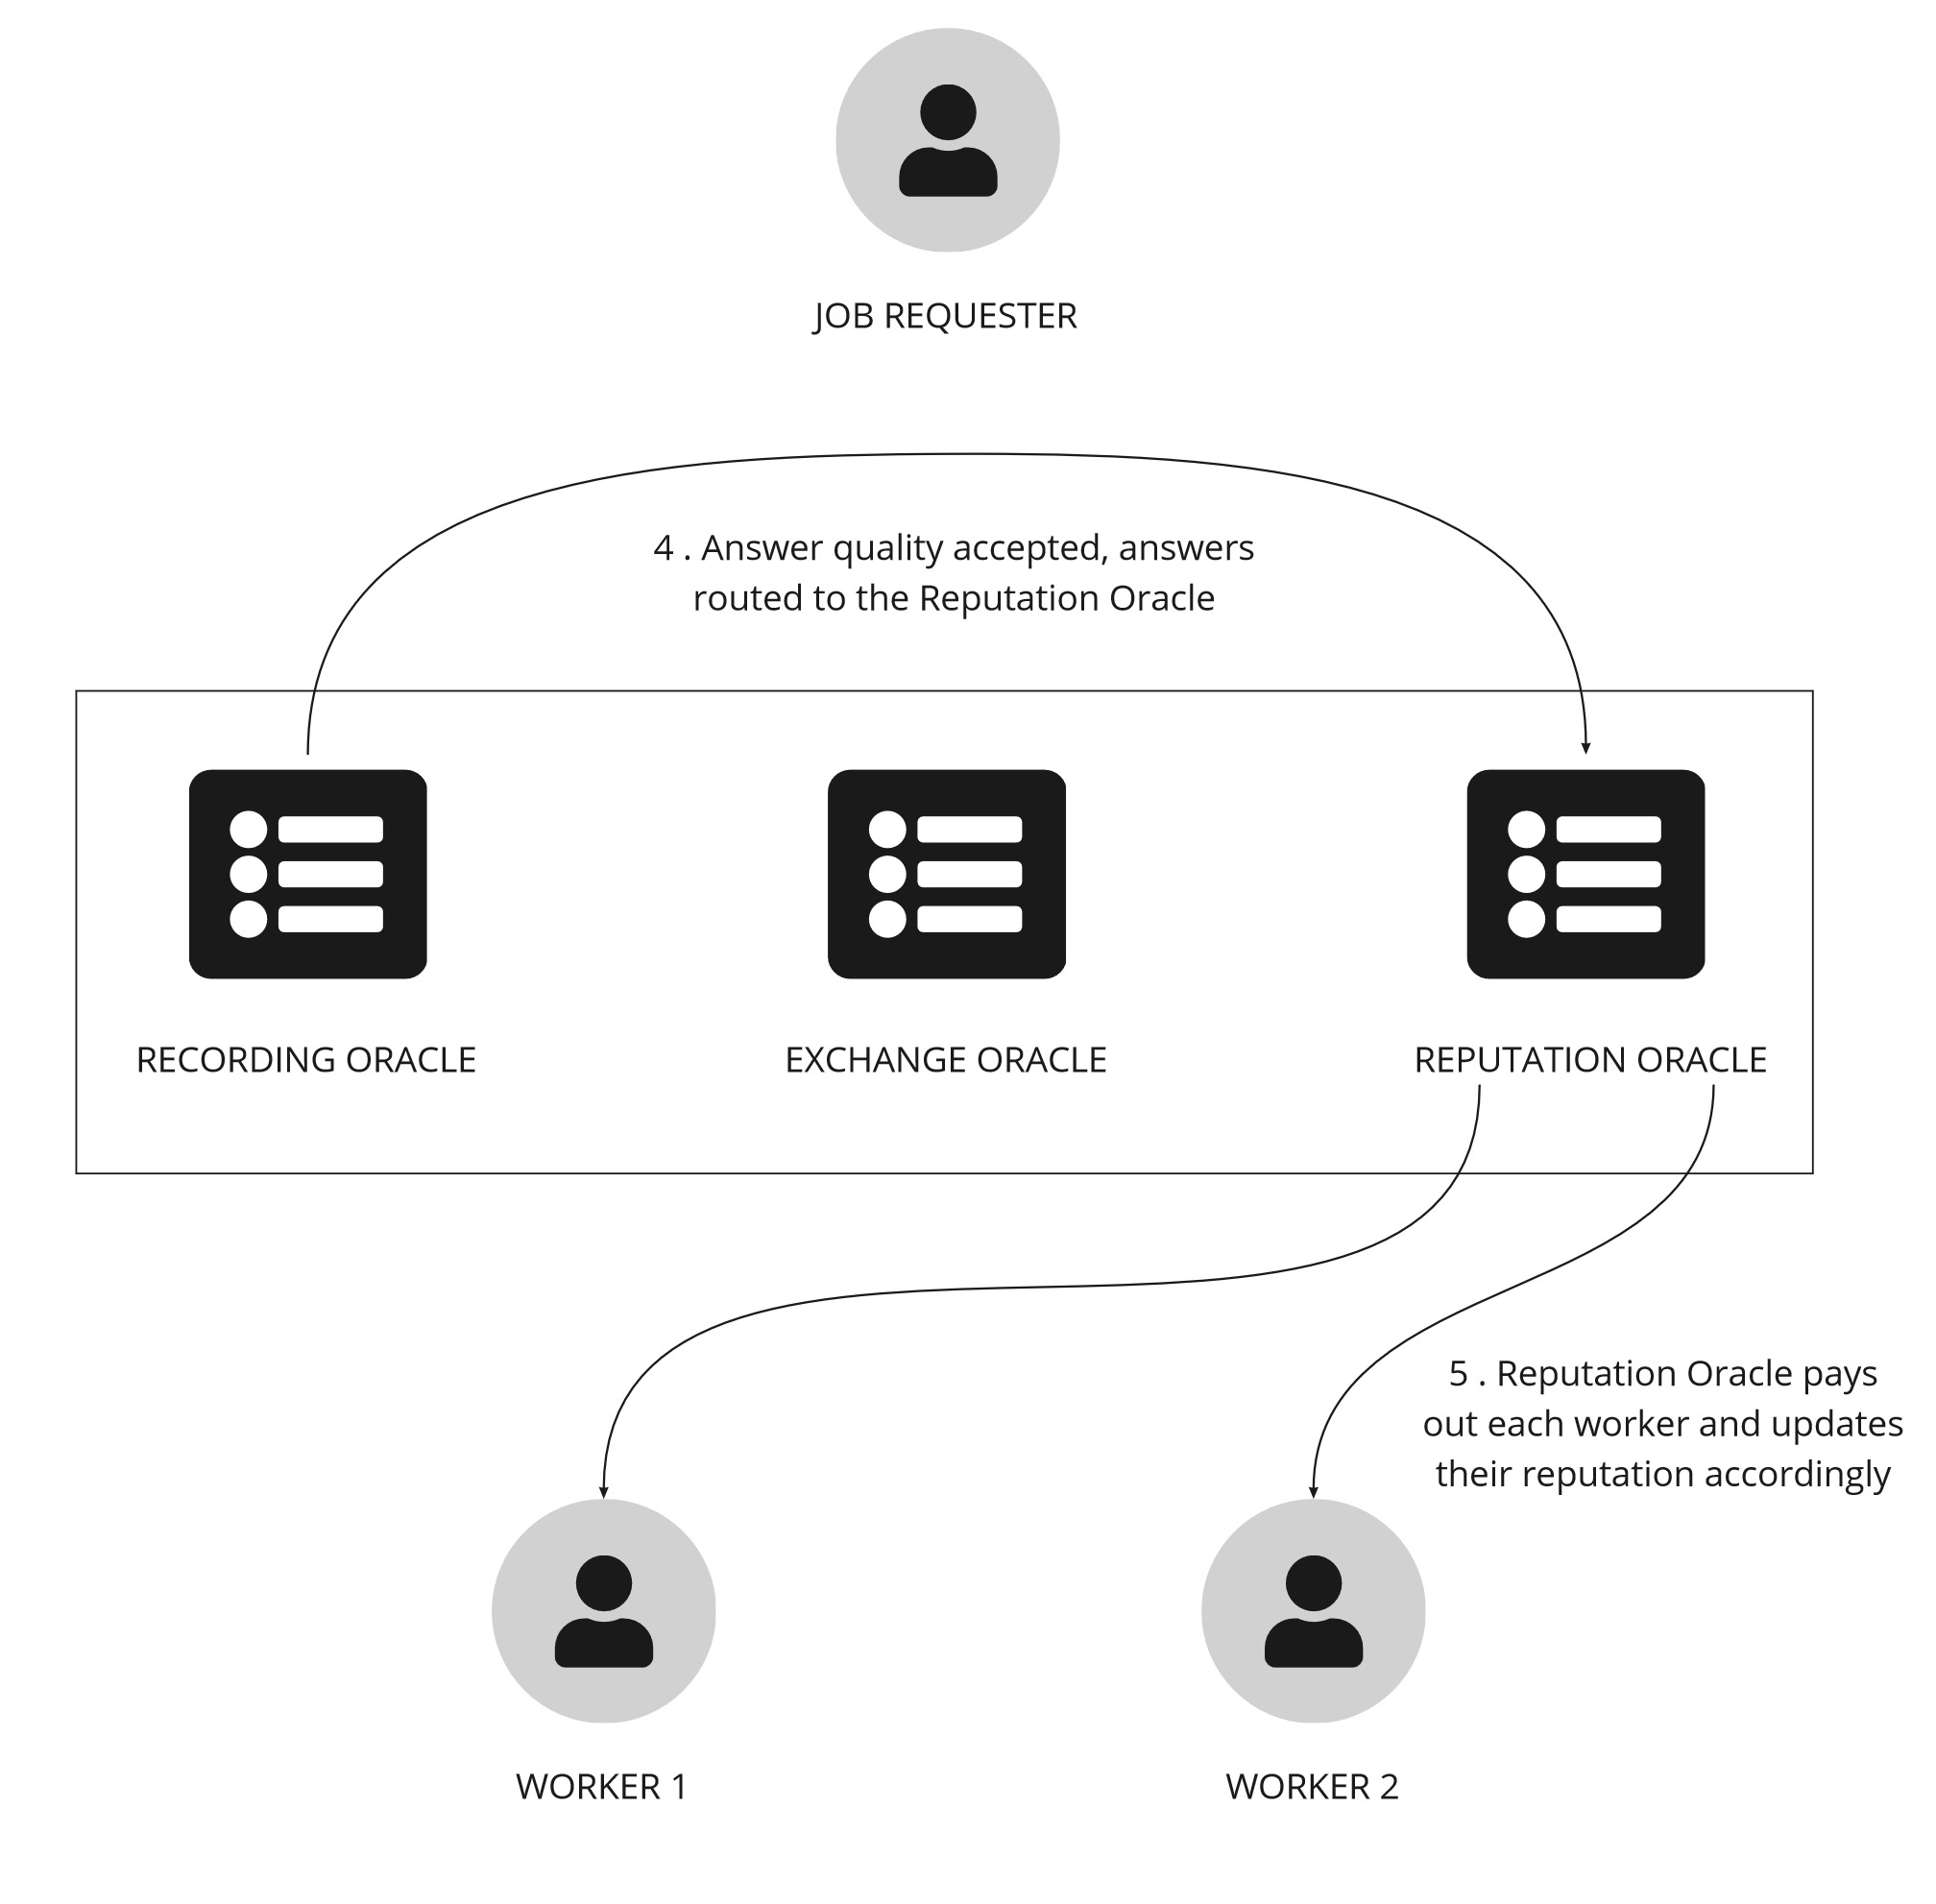 JOB REQUESTER
4 . Answer quality accepted, answers
routed to the Reputation Oracle
RECORDING ORACLE
EXCHANGE ORACLE
REPUTATION ORACLE
5 . Reputation Oracle pays
out each worker and updates
their reputation accordingly
WORKER 1
WORKER 2